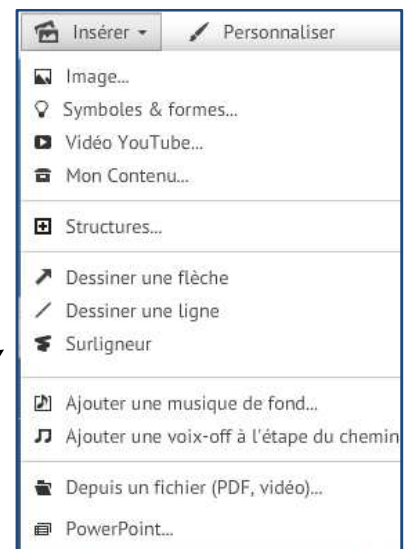 Insérer Personnaliser
Image...
Symboles & formes...
Vidéo YouTube...
Mon Contenu...
Structures...
Dessiner une flèche
Dessiner une ligne
Surligneur
Ajouter une musique de fond...
Ajouter une voix-off à l'étape du chemin
Depuis un fichier (PDF, vidéo)...
PowerPoint...